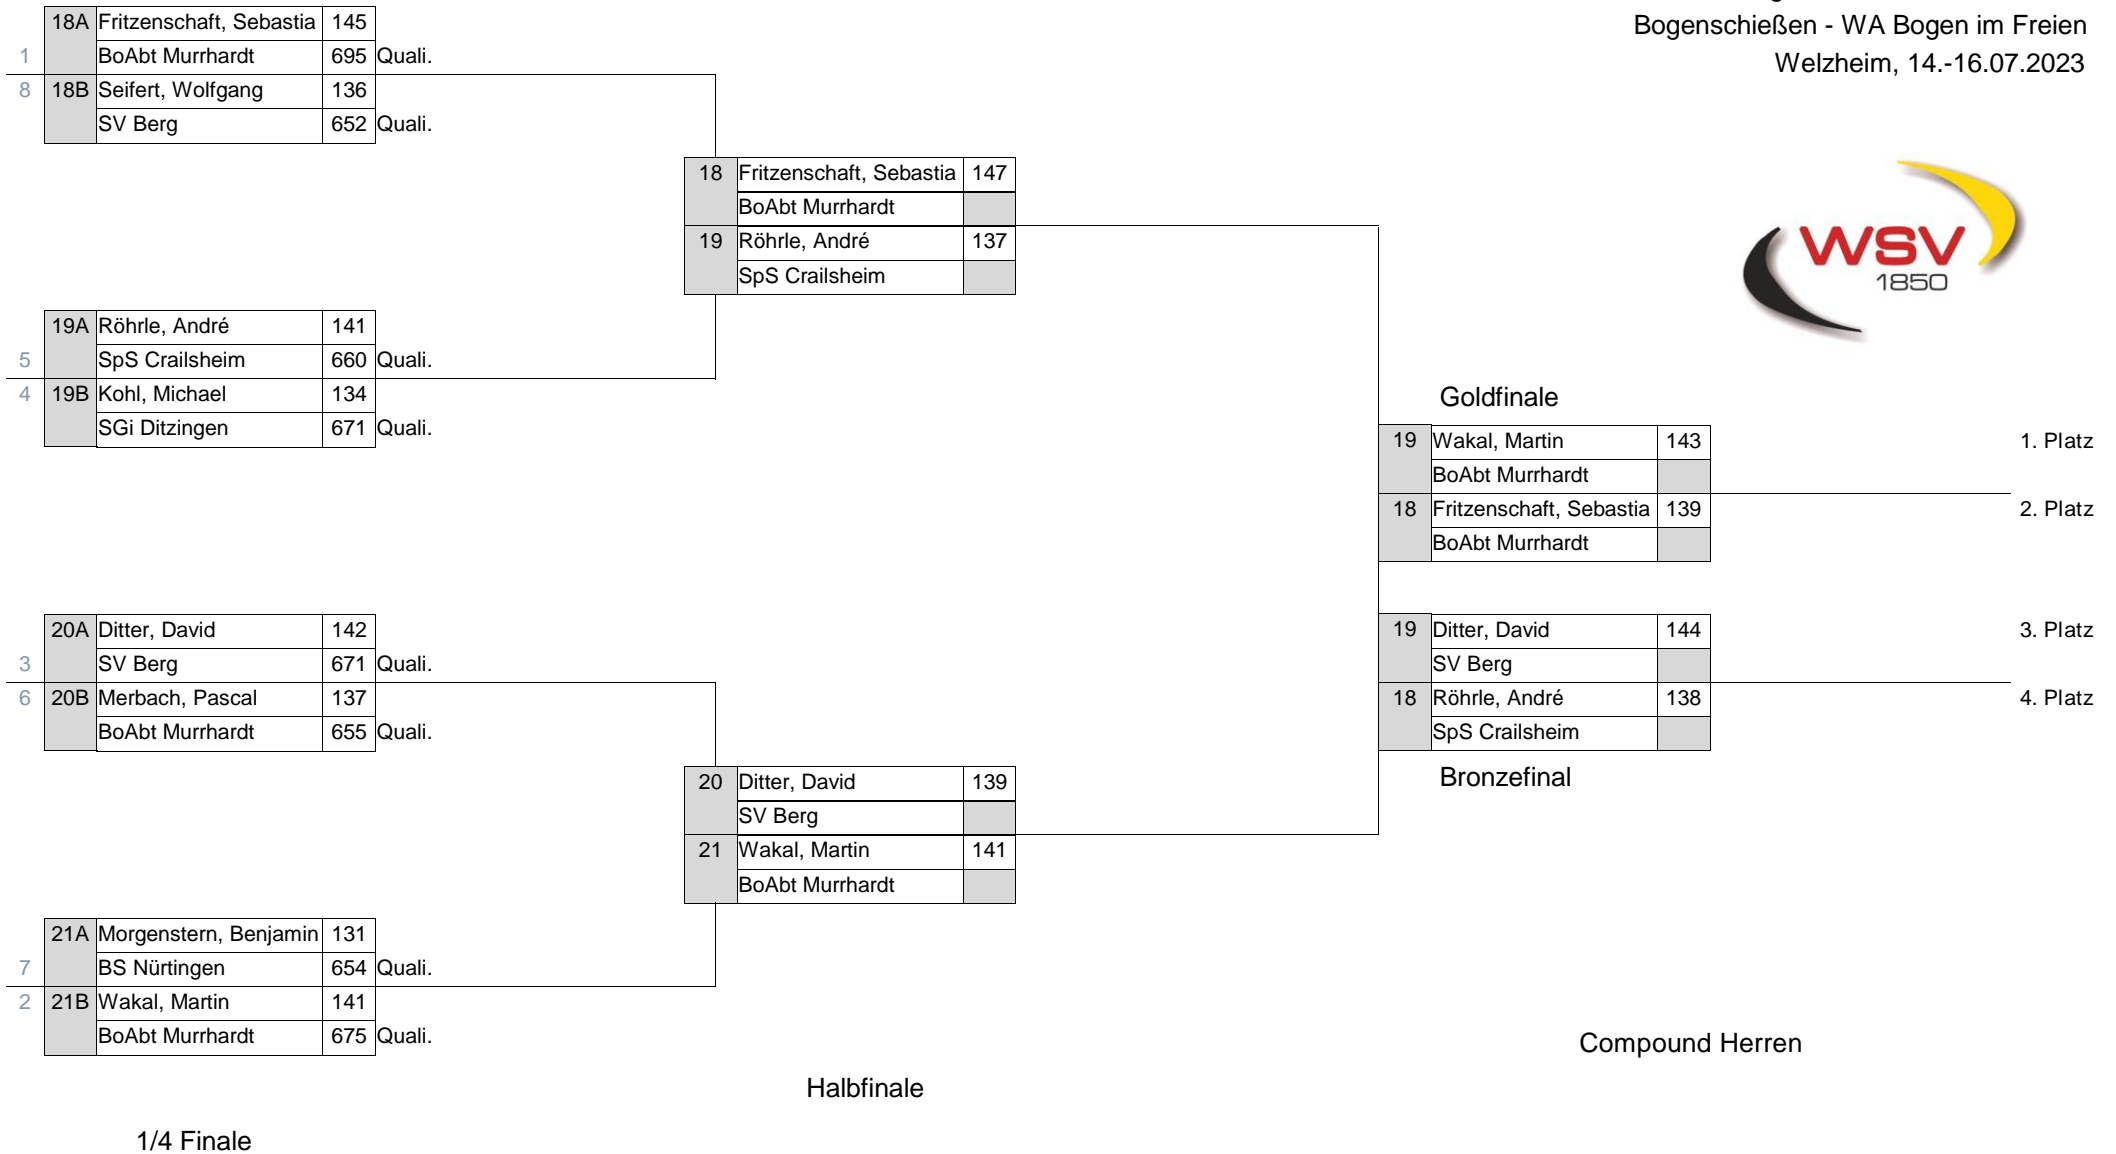 Bogenschießen - WA Bogen im Freien
Welzheim, 14.-16.07.2023
18A Fritzenschaft, Sebastia 145
1 BoAbt Murrhardt 695 Quali.
8 18B Seifert, Wolfgang 136
SV Berg 652 Quali.
18 Fritzenschaft, Sebastia 147
BoAbt Murrhardt
19 Röhrle, André 137
SpS Crailsheim
WSV
1850
19A Röhrle, André 141
5 SpS Crailsheim 660 Quali.
4 19B Kohl, Michael 134
SGi Ditzingen 671 Quali.
Goldfinale
19 Wakal, Martin 143 1. Platz
BoAbt Murrhardt
18 Fritzenschaft, Sebastia 139 2. Platz
BoAbt Murrhardt
20A Ditter, David 142
3 SV Berg 671 Quali.
6 20B Merbach, Pascal 137
BoAbt Murrhardt 655 Quali.
19 Ditter, David 144 3. Platz
SV Berg
18 Röhrle, André 138 4. Platz
SpS Crailsheim
Bronzefinal
20 Ditter, David 139
SV Berg
21 Wakal, Martin 141
BoAbt Murrhardt
21A Morgenstern, Benjamin 131
7 BS Nürtingen 654 Quali.
2 21B Wakal, Martin 141
BoAbt Murrhardt 675 Quali.
Compound Herren
Halbfinale
1/4 Finale